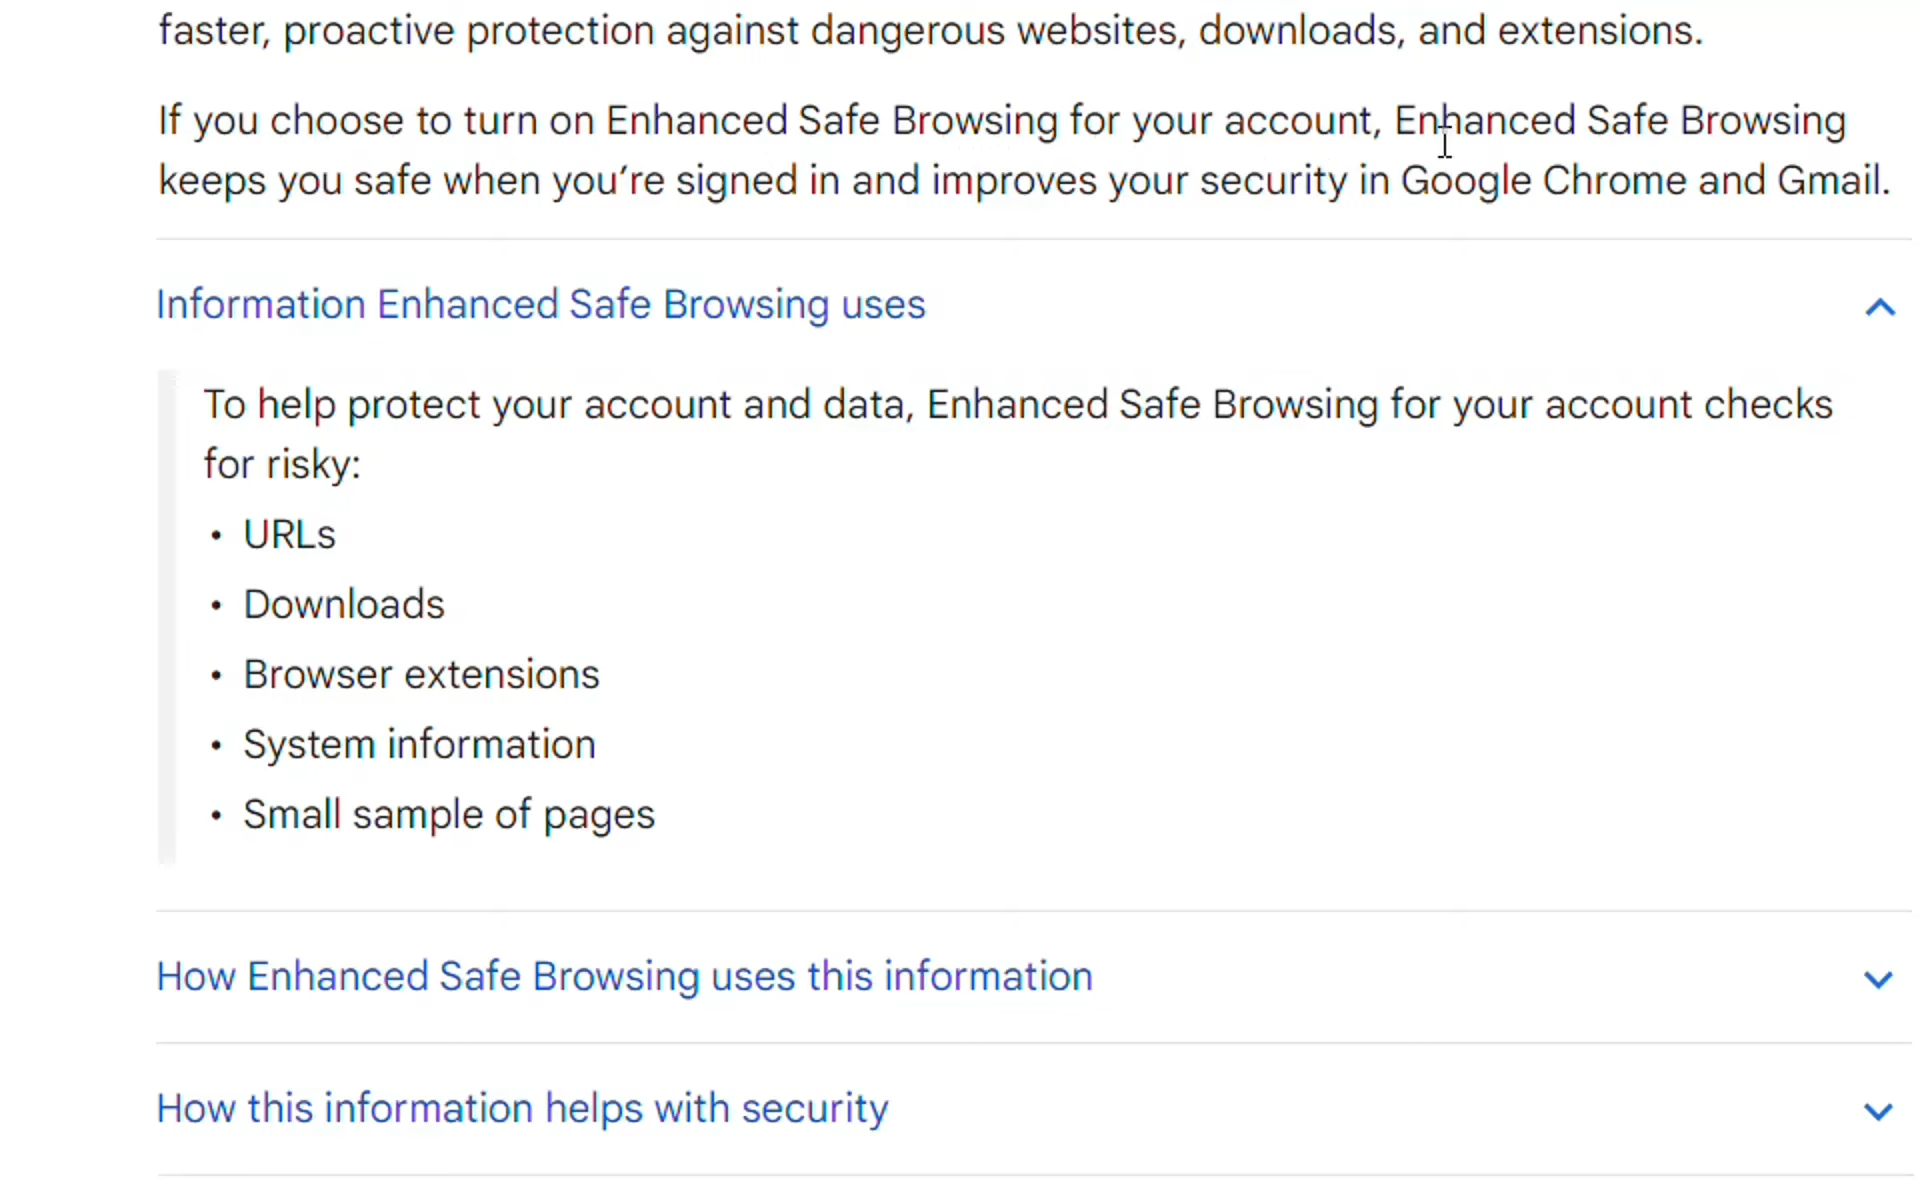 faster, proactive protection against dangerous websites, downloads, and extensions.
If you choose to turn on Enhanced Safe Browsing for your account, Enhanced Safe Browsing
keeps you safe when you’re signed in and improves your security in Google Chrome and Gmail.
Information Enhanced Safe Browsing uses
To help protect your account and data, Enhanced Safe Browsing for your account checks
for risky:
• URLs
• Downloads
• Browser extensions
• System information
• Small sample of pages
How Enhanced Safe Browsing uses this information
How this information helps with security